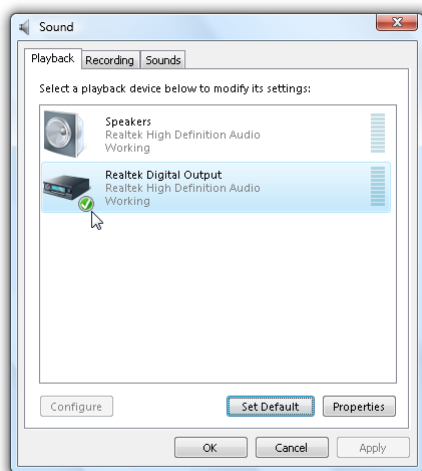 Sound
Playback Recording Sounds
Select a playback device below to modify its settings:
Speakers
Realtek High Definition Audio
Working
Realtek Digital Output
Realtek High Definition Audio
Working
Configure Set Default Properties
OK Cancel Apply